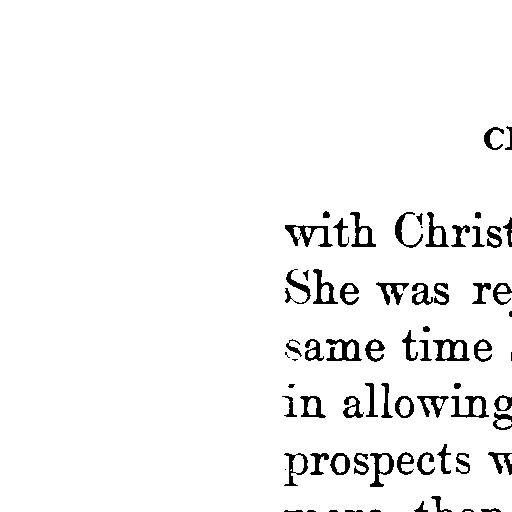 with Christ
She was re
same time
in allowing
prospects w